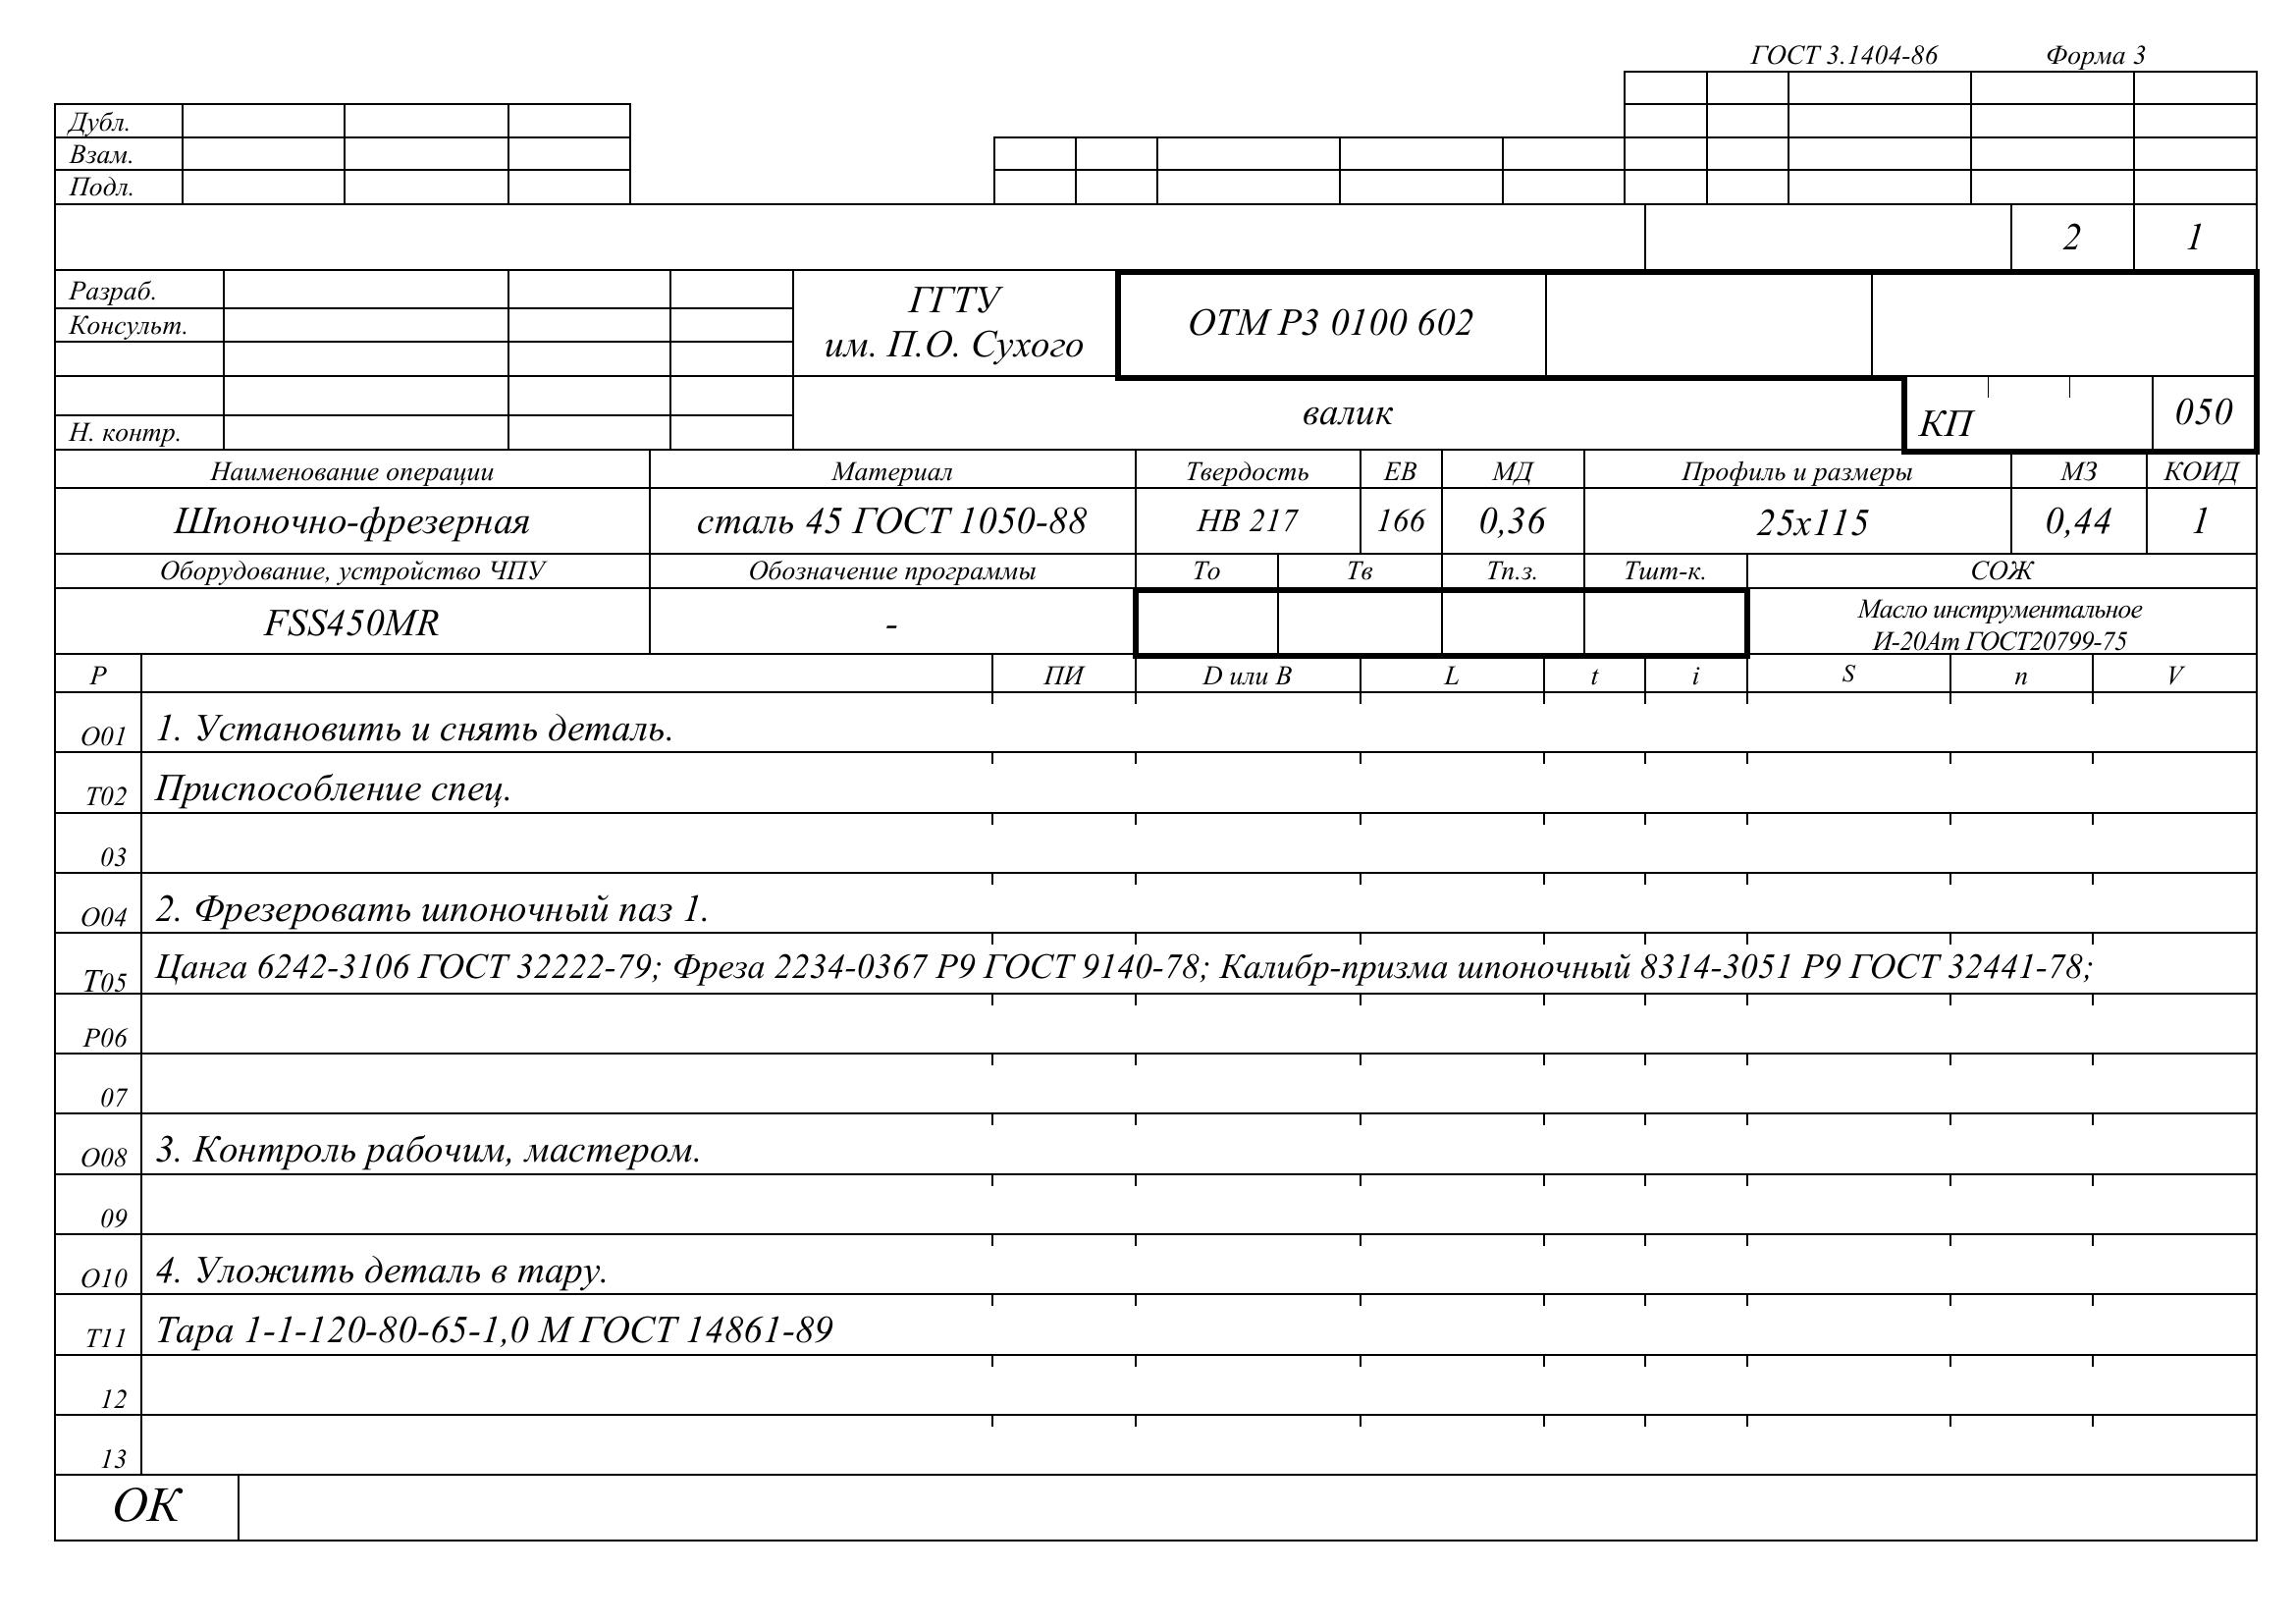 ГОСТ 3.1404-86 Форма 3
Дубл.
Взам.
Подл.
2 1
Разраб.
Консульт.
Н. контр.
ГГТУ
им. П.О. Сухого
ОТМ РЗ 0100 602
валик
КП
050
Наименование операции Материал Твердость ЕВ МД Профиль и размеры МЗ КОИД
Шпоночно-фрезерная сталь 45 ГОСТ 1050-88 НВ 217 166 0,36 25х115 0,44 1
Оборудование, устройство ЧПУ Обозначение программы То Тв Тп.з. Тшт-к. СОЖ
FSS450MR - Масло инструментальное
И-20Ат ГОСТ20799-75
Р ПИ D или B L t i S n V
О01 1. Установить и снять деталь.
Т02 Приспособление спец.
03
О04 2. Фрезеровать шпоночный паз 1.
Т05 Цанга 6242-3106 ГОСТ 32222-79; Фреза 2234-0367 Р9 ГОСТ 9140-78; Калибр-призма шпоночный 8314-3051 Р9 ГОСТ 32441-78;
Р06
07
О08 3. Контроль рабочим, мастером.
09
О10 4. Уложить деталь в тару.
Т11 Тара 1-1-120-80-65-1,0 М ГОСТ 14861-89
12
13
ОК